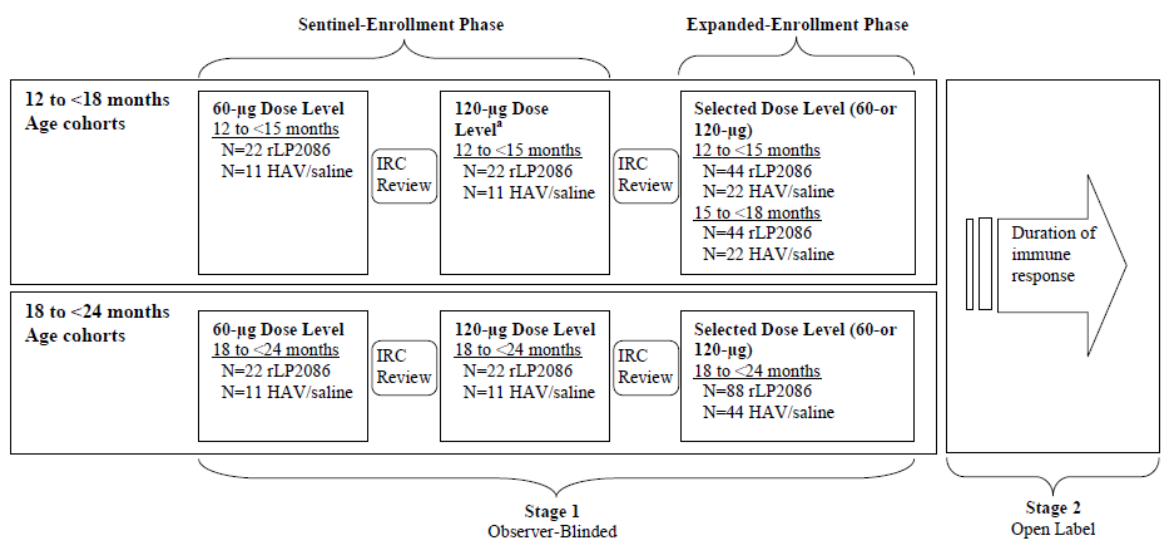 Sentinel-Enrollment Phase
Expanded-Enrollment Phase
12 to <18 months
Age cohorts
60-µg Dose Level
12 to <15 months
N=22 rLP2086
N=11 HAV/saline
IRC
Review
120-µg Dose
Levelª
12 to <15 months
N=22 rLP2086
N=11 HAV/saline
IRC
Review
Selected Dose Level (60-or
120-µg)
12 to <15 months
N=44 rLP2086
N=22 HAV/saline
15 to <18 months
N=44 rLP2086
N=22 HAV/saline
18 to <24 months
Age cohorts
60-µg Dose Level
18 to <24 months
N=22 rLP2086
N=11 HAV/saline
IRC
Review
120-µg Dose Level
18 to <24 months
N=22 rLP2086
N=11 HAV/saline
IRC
Review
Selected Dose Level (60-or
120-µg)
18 to <24 months
N=88 rLP2086
N=44 HAV/saline
Duration of
immune
response
Stage 1
Observer-Blinded
Stage 2
Open Label